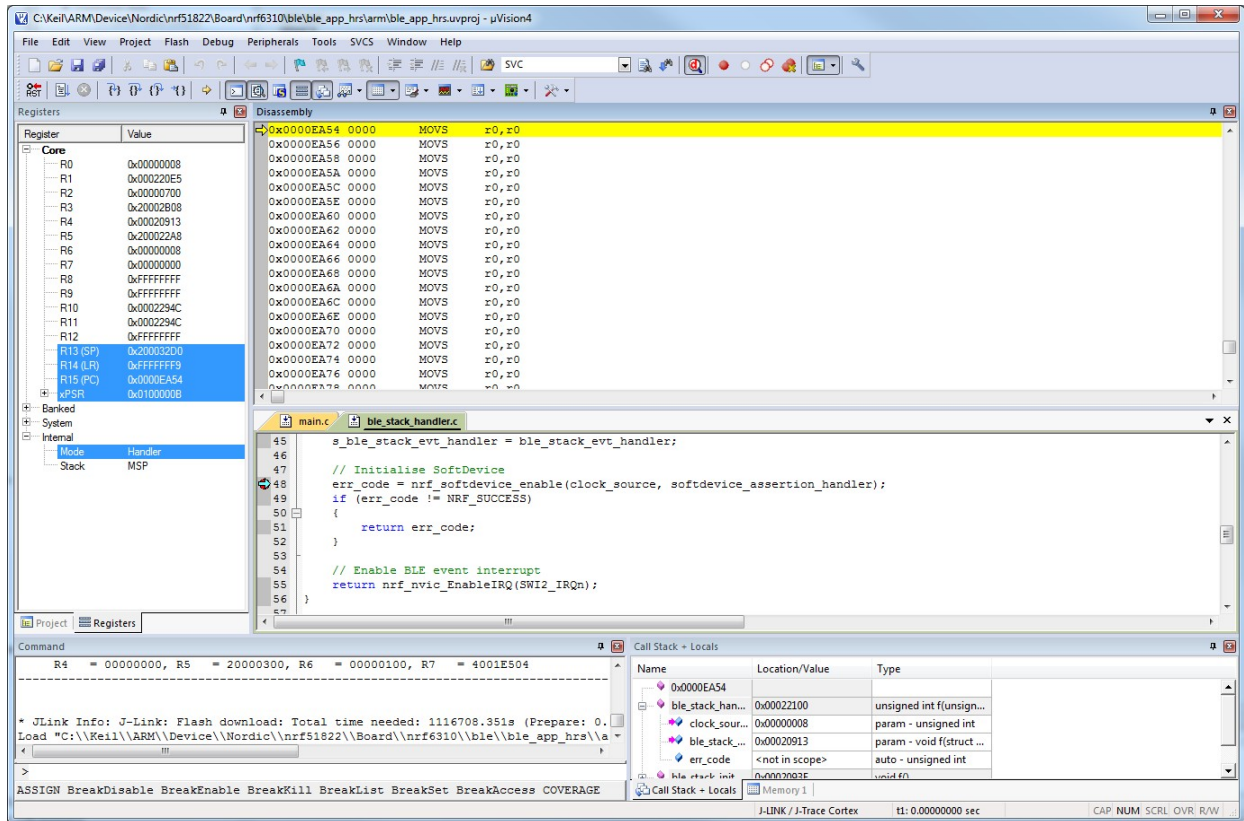 C:\Keil\ARM\Device\Nordic\nrf51822\Board\nrf6310\ble\ble_app_hrs\arm\ble_app_hrs.uvproj - µVision4
File Edit View Project Flash Debug Peripherals Tools SVCS Window Help
SVC
RST
Registers
Register Value
Core
R0 0x00000008
R1 0x000220E5
R2 0x00000700
R3 0x20002B08
R4 0x00020913
R5 0x200022A8
R6 0x00000008
R7 0x00000000
R8 0xFFFFFFFF
R9 0xFFFFFFFF
R10 0x0002294C
R11 0x0002294C
R12 0xFFFFFFFF
R13 (SP) 0x200032D0
R14 (LR) 0xFFFFFFF9
R15 (PC) 0x0000EA54
xPSR 0x0100000B
Banked
System
Internal
Mode Handler
Stack MSP
Project Registers
Disassembly
0x0000EA54 0000 MOVS r0,r0
0x0000EA56 0000 MOVS r0,r0
0x0000EA58 0000 MOVS r0,r0
0x0000EA5A 0000 MOVS r0,r0
0x0000EA5C 0000 MOVS r0,r0
0x0000EA5E 0000 MOVS r0,r0
0x0000EA60 0000 MOVS r0,r0
0x0000EA62 0000 MOVS r0,r0
0x0000EA64 0000 MOVS r0,r0
0x0000EA66 0000 MOVS r0,r0
0x0000EA68 0000 MOVS r0,r0
0x0000EA6A 0000 MOVS r0,r0
0x0000EA6C 0000 MOVS r0,r0
0x0000EA6E 0000 MOVS r0,r0
0x0000EA70 0000 MOVS r0,r0
0x0000EA72 0000 MOVS r0,r0
0x0000EA74 0000 MOVS r0,r0
0x0000EA76 0000 MOVS r0,r0
0x0000EA78 0000 MOVS r0,r0
main.c ble_stack_handler.c
45 s_ble_stack_evt_handler = ble_stack_evt_handler;
46
47 // Initialise SoftDevice
48 err_code = nrf_softdevice_enable(clock_source, softdevice_assertion_handler);
49 if (err_code != NRF_SUCCESS)
50 {
51 return err_code;
52 }
53
54 // Enable BLE event interrupt
55 return nrf_nvic_EnableIRQ(SWI2_IRQn);
56 }
57
Command
R4 = 00000000, R5 = 20000300, R6 = 00000100, R7 = 4001E504
--------------------------------------------------------------------------------
* JLink Info: J-Link: Flash download: Total time needed: 1116708.351s (Prepare: 0.
Load "C:\\Keil\\ARM\\Device\\Nordic\\nrf51822\\Board\\nrf6310\\ble\\ble_app_hrs\\a
>
ASSIGN BreakDisable BreakEnable BreakKill BreakList BreakSet BreakAccess COVERAGE
Call Stack + Locals
Name Location/Value Type
0x0000EA54
ble_stack_han... 0x00022100 unsigned int f(unsign...
clock_sour... 0x00000008 param - unsigned int
ble_stack_... 0x00020913 param - void f(struct ...
err_code <not in scope> auto - unsigned int
ble_stack_init 0x0002093E void f()
Call Stack + Locals Memory 1
J-LINK / J-Trace Cortex t1: 0.00000000 sec CAP NUM SCRL OVR R/W